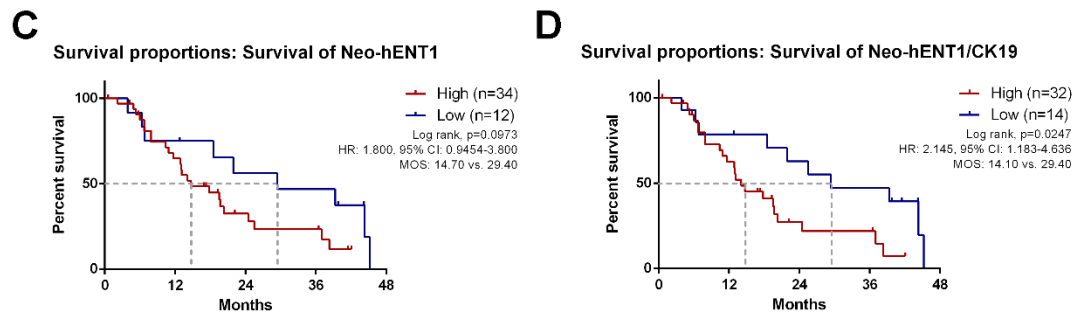 C
Survival proportions: Survival of Neo-hENT1
High (n=34)
Low (n=12)
Log rank, p=0.0973
HR: 1.800, 95% CI: 0.9454-3.800
MOS: 14.70 vs. 29.40
Percent survival
100
50
0
0 12 24 36 48
Months
D
Survival proportions: Survival of Neo-hENT1/CK19
High (n=32)
Low (n=14)
Log rank, p=0.0247
HR: 2.145, 95% CI: 1.183-4.636
MOS: 14.10 vs. 29.40
Percent survival
100
50
0
0 12 24 36 48
Months